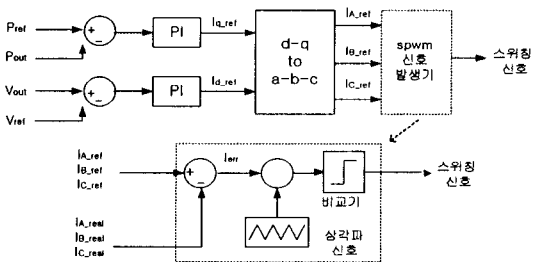 Pref
Pout
+
−
PI
Iq_ref
Vout
Vref
+
−
PI
Id_ref
d-q
to
a-b-c
IA_ref
IB_ref
IC_ref
spwm
신호
발생기
스위칭
신호
IA_ref
IB_ref
IC_ref
IA_real
IB_real
IC_real
+
−
Ierr
비교기
삼각파
신호
스위칭
신호